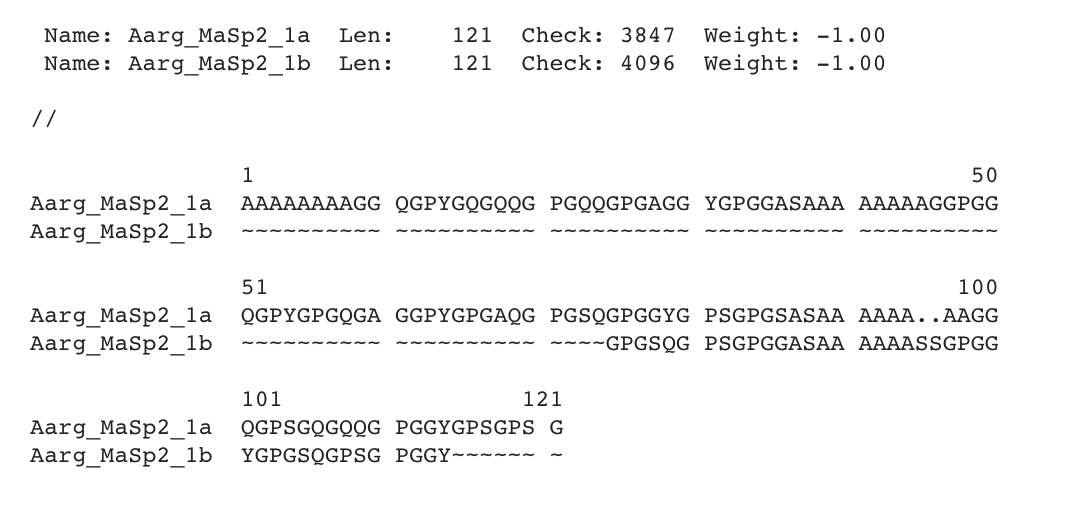 Name: Aarg_MaSp2_1a  Len:    121  Check: 3847  Weight: -1.00
Name: Aarg_MaSp2_1b  Len:    121  Check: 4096  Weight: -1.00
//
1                                                   50
Aarg_MaSp2_1a  AAAAAAAAGG QGPYGQGQQG PGQQGPGAGG YGPGGASAAA AAAAAGGPGG
Aarg_MaSp2_1b  ~~~~~~~~~~ ~~~~~~~~~~ ~~~~~~~~~~ ~~~~~~~~~~ ~~~~~~~~~~
51                                                 100
Aarg_MaSp2_1a  QGPYGPGQGA GGPYGPGAQG PGSQGPGGYG PSGPGSASAA AAAA..AAGG
Aarg_MaSp2_1b  ~~~~~~~~~~ ~~~~~~~~~~ ~~~~GPGSQG PSGPGGASAA AAAASSGPGG
101                 121
Aarg_MaSp2_1a  QGPSGQGQQG PGGYGPSGPS G
Aarg_MaSp2_1b  YGPGSQGPSG PGGY~~~~~~ ~